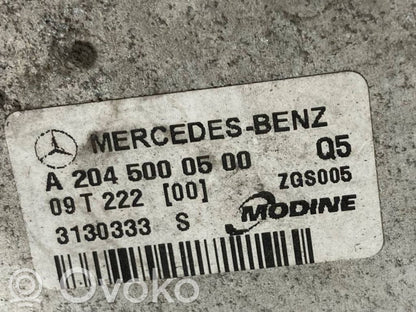 MERCEDES-BENZ
A 204 500 05 00 Q5
09 T 222 [00] ZGS005
3130333 S MODINE
OVOKO